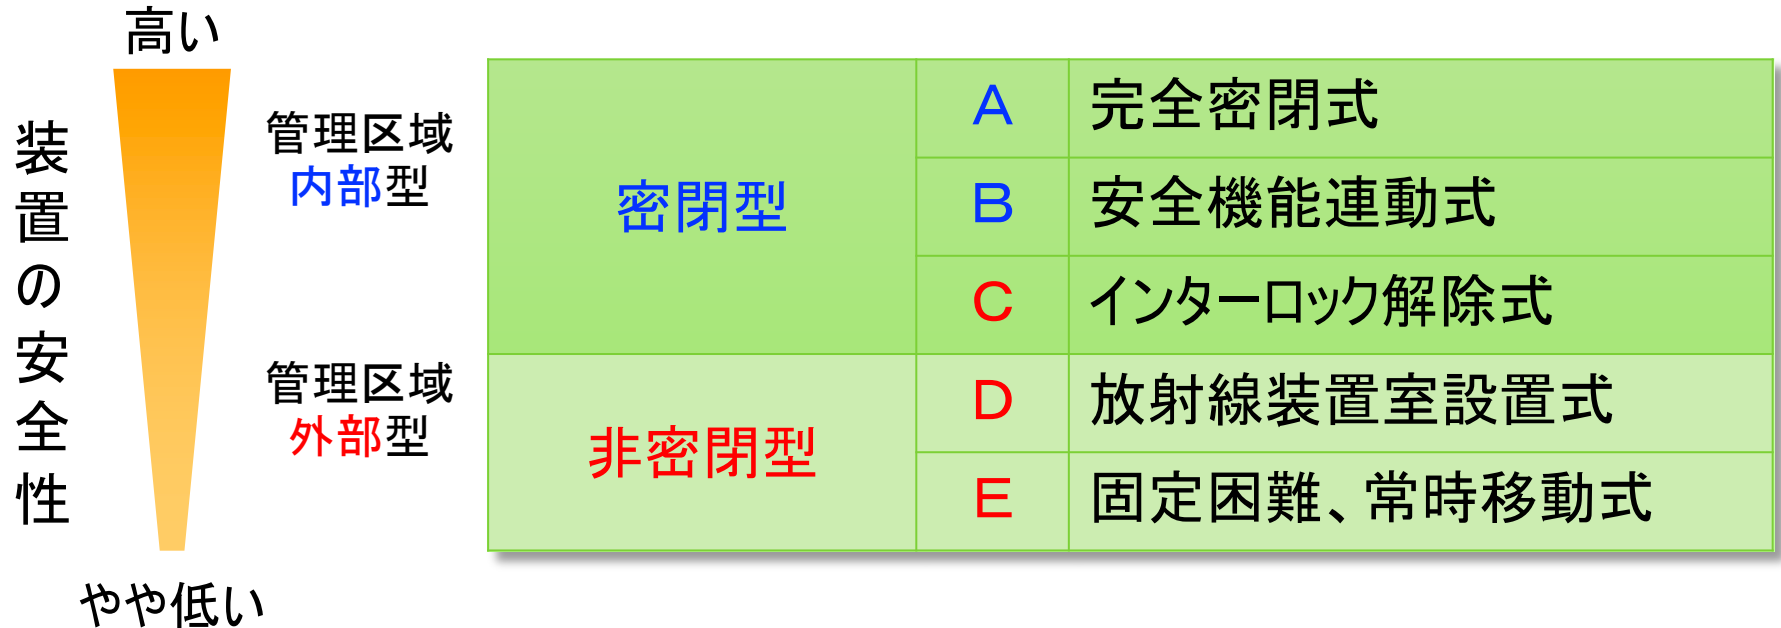 高い
装置の安全性
管理区域
内部型
管理区域
外部型
やや低い
密閉型
A 完全密閉式
B 安全機能連動式
C インターロック解除式
非密閉型
D 放射線装置室設置式
E 固定困難、常時移動式